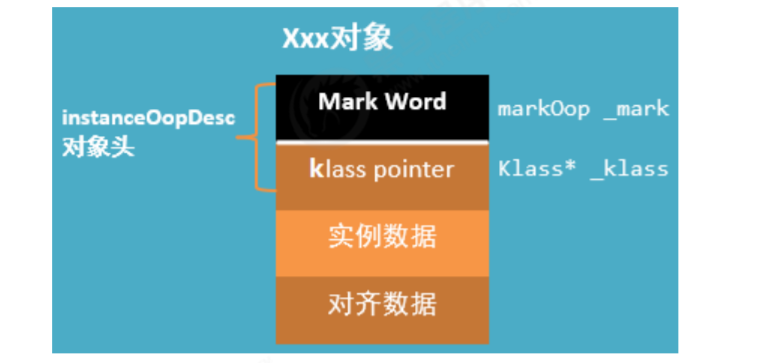 Xxx对象
instanceOopDesc
对象头
Mark Word
markOop _mark
klass pointer
Klass* _klass
实例数据
对齐数据